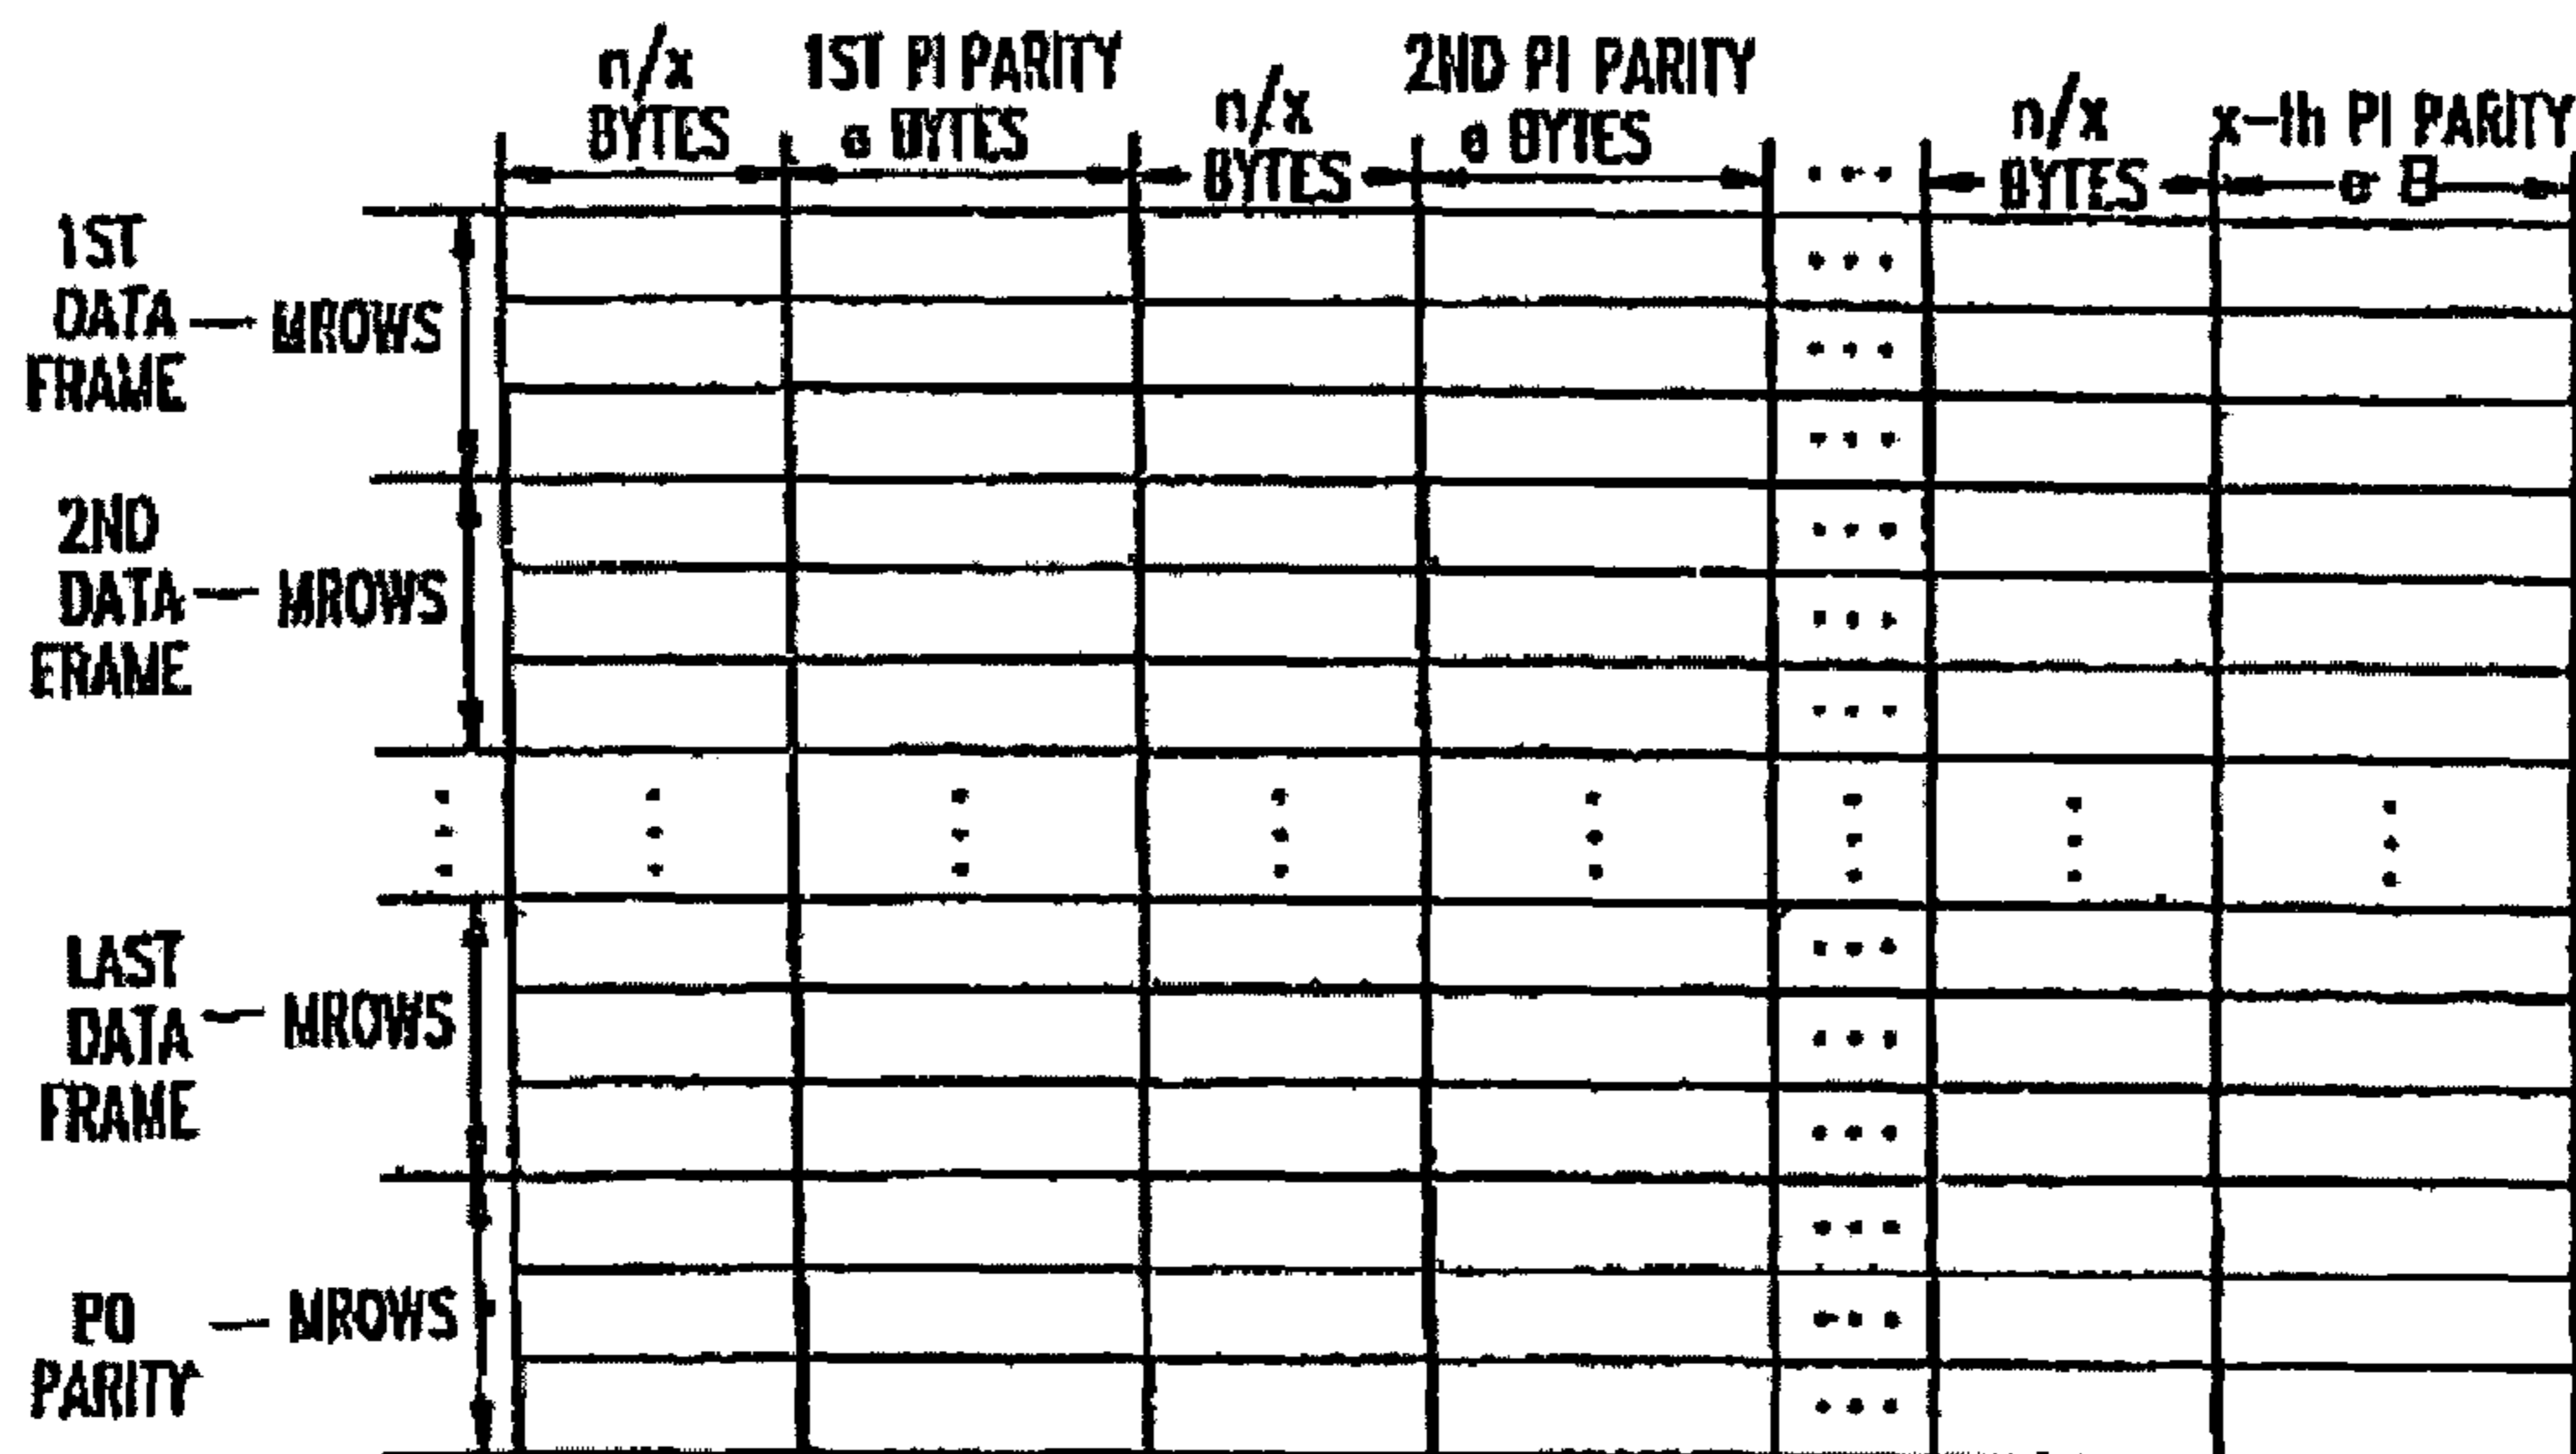 n/x
BYTES
1ST PI PARITY
e BYTES
n/x
BYTES
2ND PI PARITY
e BYTES
n/x
BYTES
x-th PI PARITY
e B
1ST
DATA
FRAME
MROWS
2ND
DATA
FRAME
MROWS
LAST
DATA
FRAME
MROWS
PO
PARITY
NROWS